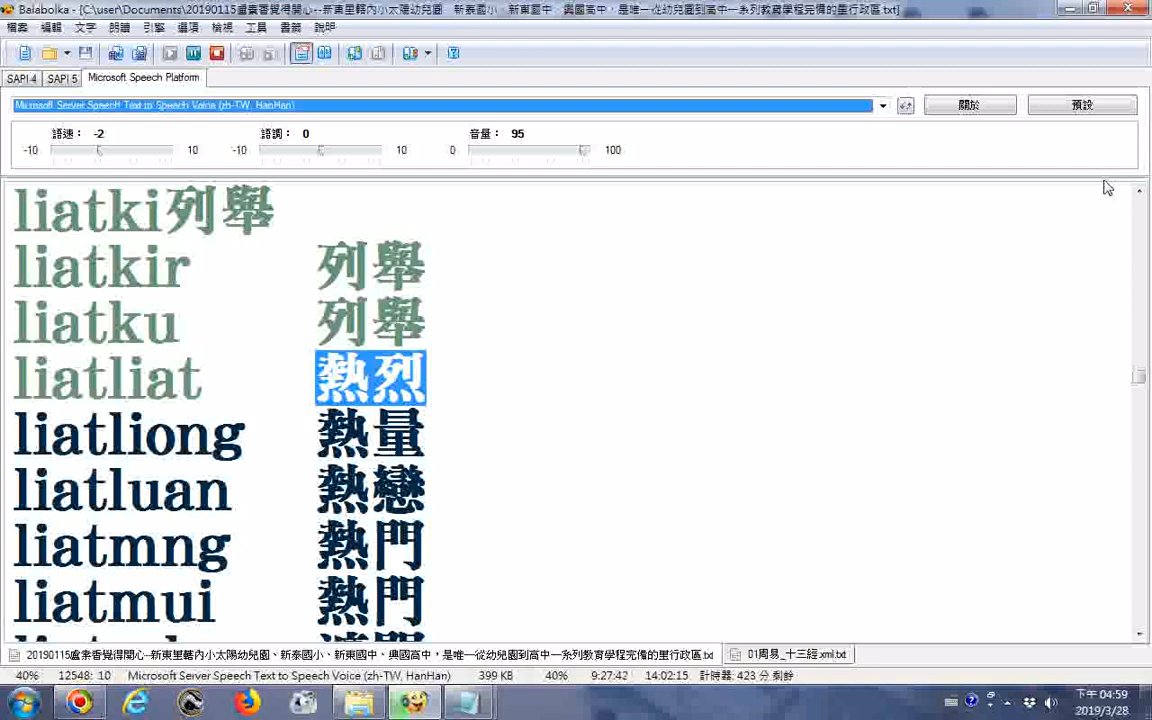 Balabolka - [C:\user\Documents\20190115盧素香覺得開心--新東里轄內小太陽幼兒園、新泰國小、新東國中、興國高中，是唯一從幼兒園到高中一系列教育學程完備的里行政區.txt]
檔案 編輯 文字 朗讀 引擎 選項 檢視 工具 書籤 說明
SAPI 4 SAPI 5 Microsoft Speech Platform
Microsoft Server Speech Text to Speech Voice (zh-TW, HanHan)
關於 預設
語速： -2 語調： 0 音量： 95
-10 10 -10 10 0 100
liatki列舉
liatkir 列舉
liatku 列舉
liatliat 熱烈
liatliong 熱量
liatluan 熱戀
liatmng 熱門
liatmui 熱門
20190115盧素香覺得開心--新東里轄內小太陽幼兒園、新泰國小、新東國中、興國高中，是唯一從幼兒園到高中一系列教育學程完備的里行政區.txt 01周易_十三經.txt
40% 12548: 10 Microsoft Server Speech Text to Speech Voice (zh-TW, HanHan) 399 KB 40% 9:27:42 14:02:15 計時器: 423 分 剩餘
下午 04:59
2019/3/28